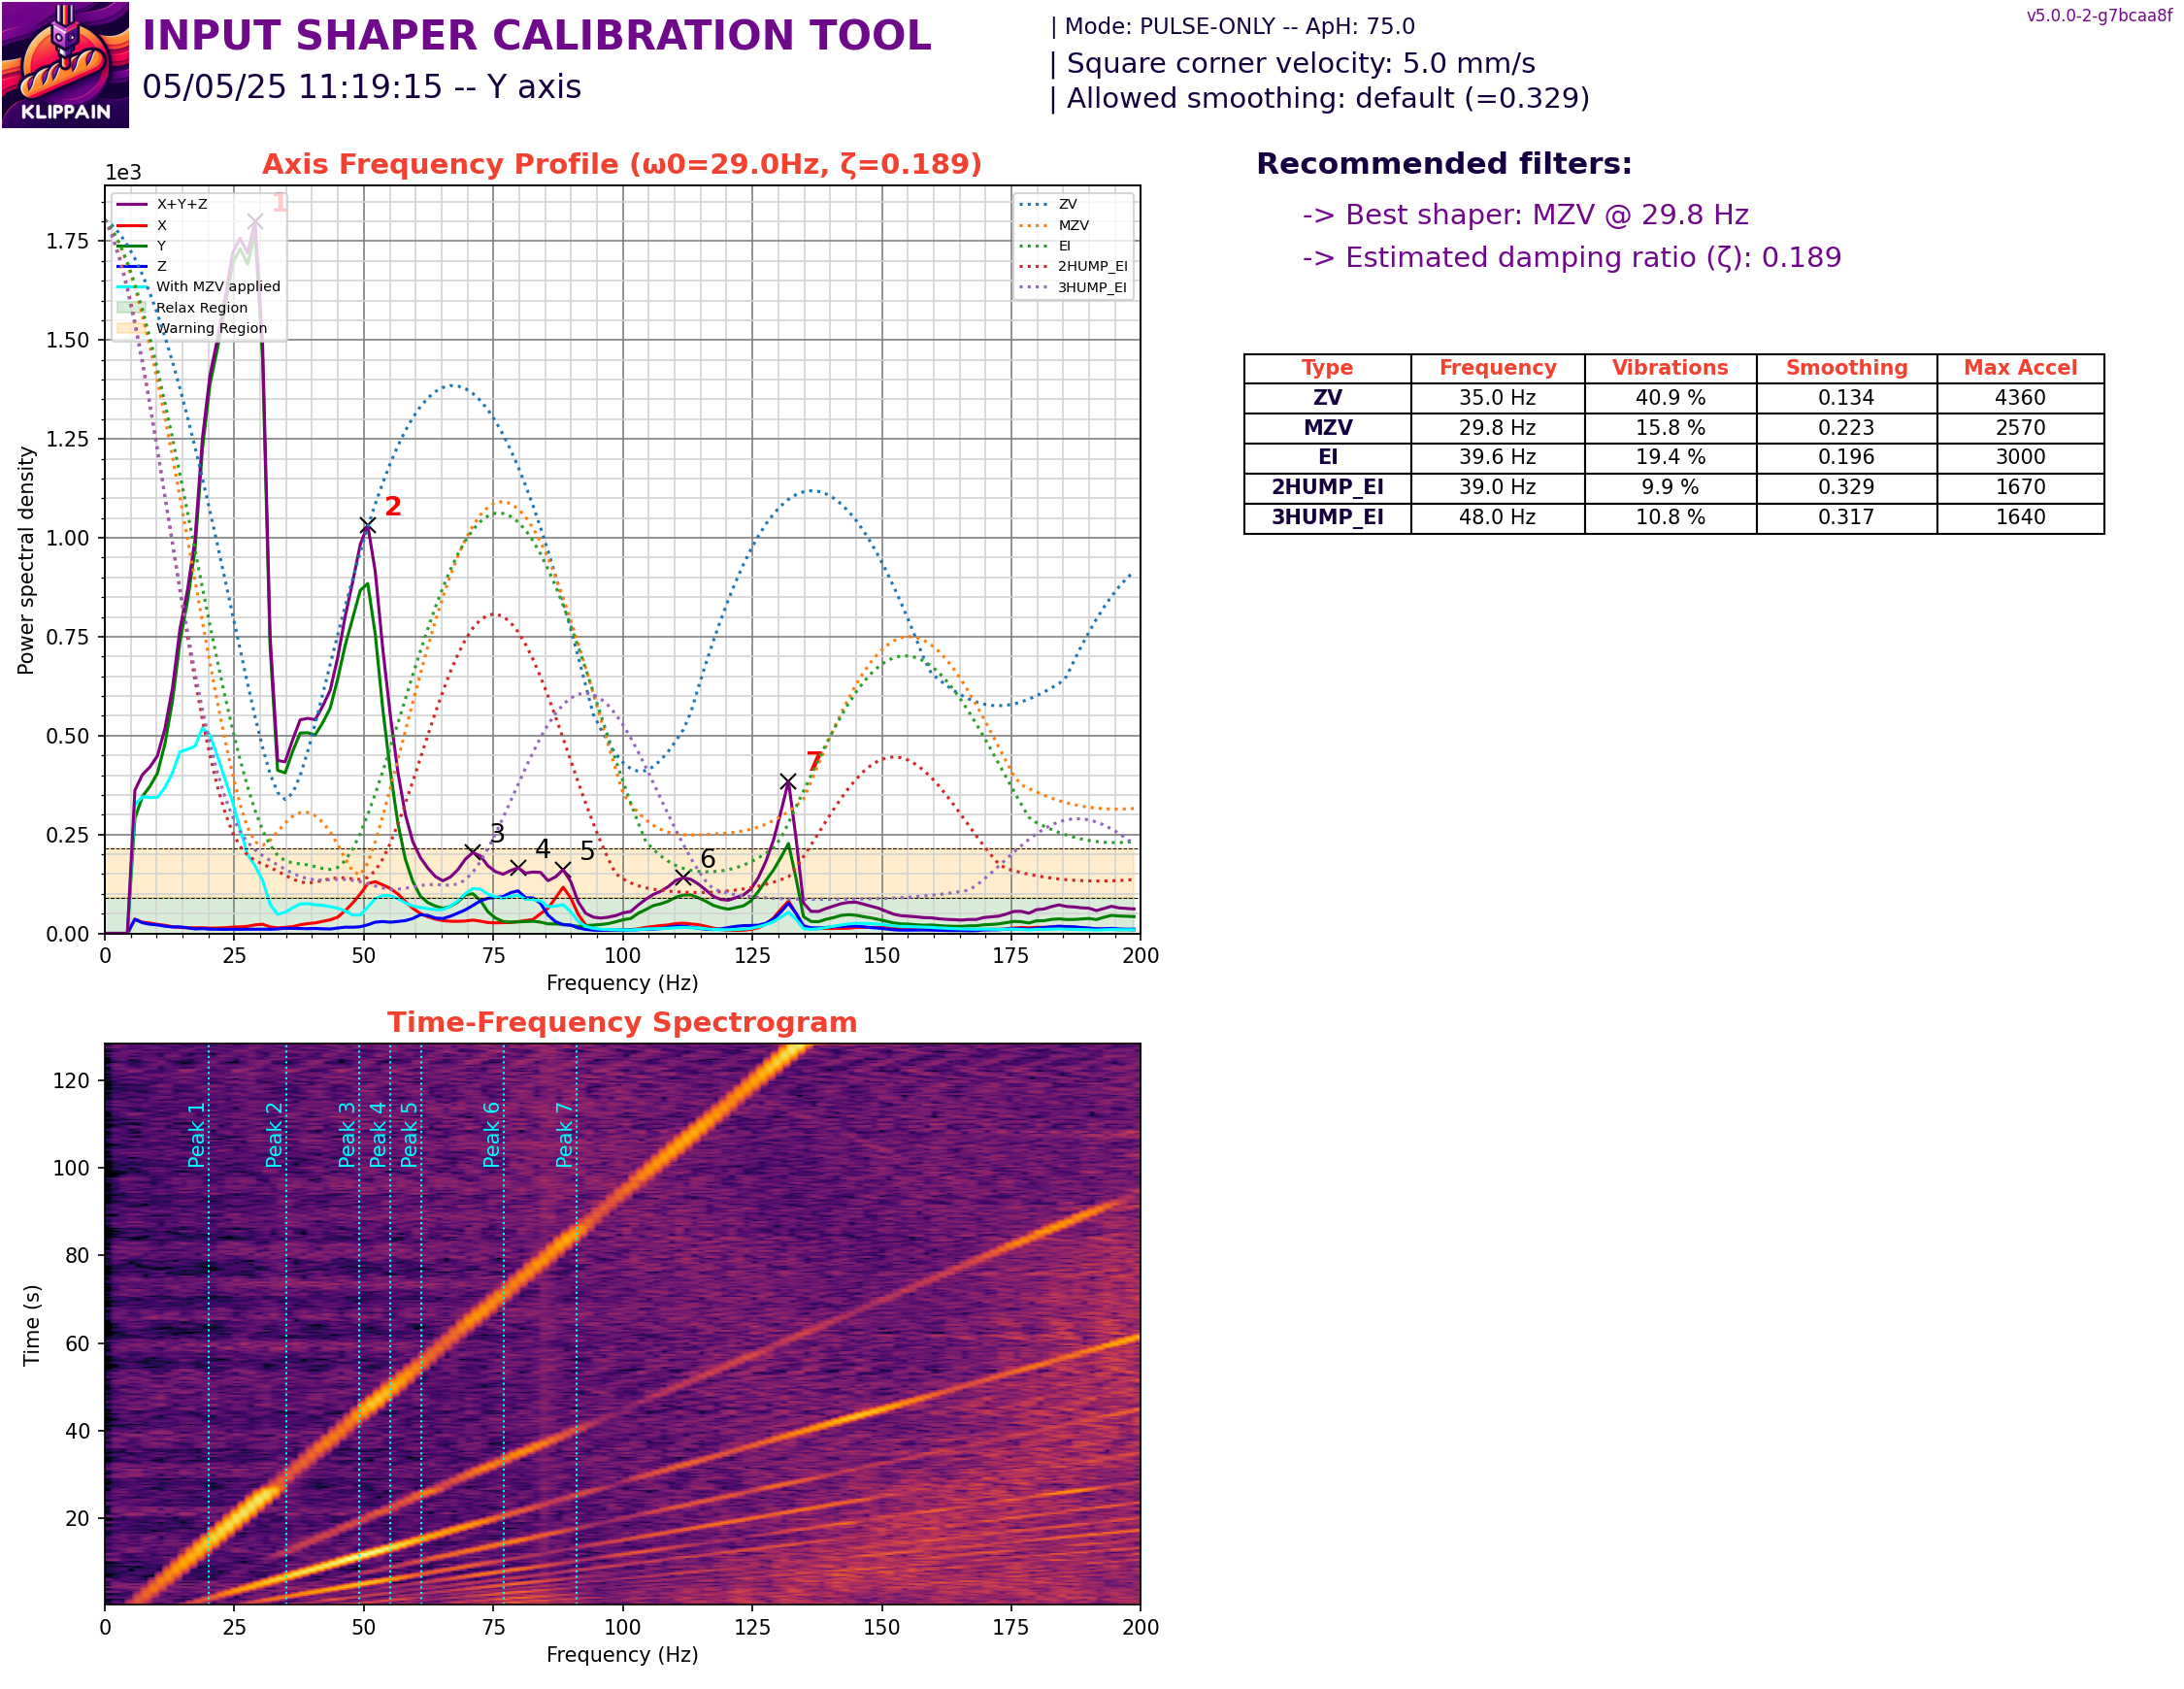 v5.0.0-2-g7bcaa8f
INPUT SHAPER CALIBRATION TOOL
05/05/25 11:19:15 -- Y axis
KLIPPAIN
| Mode: PULSE-ONLY -- ApH: 75.0
| Square corner velocity: 5.0 mm/s
| Allowed smoothing: default (=0.329)
Axis Frequency Profile (ω0=29.0Hz, ζ=0.189)
1e3
X+Y+Z
X
Y
Z
With MZV applied
Relax Region
Warning Region
ZV
MZV
EI
2HUMP_EI
3HUMP_EI
1
2
3
4
5
6
7
1.75
1.50
1.25
1.00
0.75
0.50
0.25
0.00
Power spectral density
0 25 50 75 100 125 150 175 200
Frequency (Hz)
Recommended filters:
-> Best shaper: MZV @ 29.8 Hz
-> Estimated damping ratio (ζ): 0.189
Type Frequency Vibrations Smoothing Max Accel
ZV 35.0 Hz 40.9 % 0.134 4360
MZV 29.8 Hz 15.8 % 0.223 2570
EI 39.6 Hz 19.4 % 0.196 3000
2HUMP_EI 39.0 Hz 9.9 % 0.329 1670
3HUMP_EI 48.0 Hz 10.8 % 0.317 1640
Time-Frequency Spectrogram
Peak 1
Peak 2
Peak 3
Peak 4
Peak 5
Peak 6
Peak 7
120
100
80
60
40
20
Time (s)
0 25 50 75 100 125 150 175 200
Frequency (Hz)